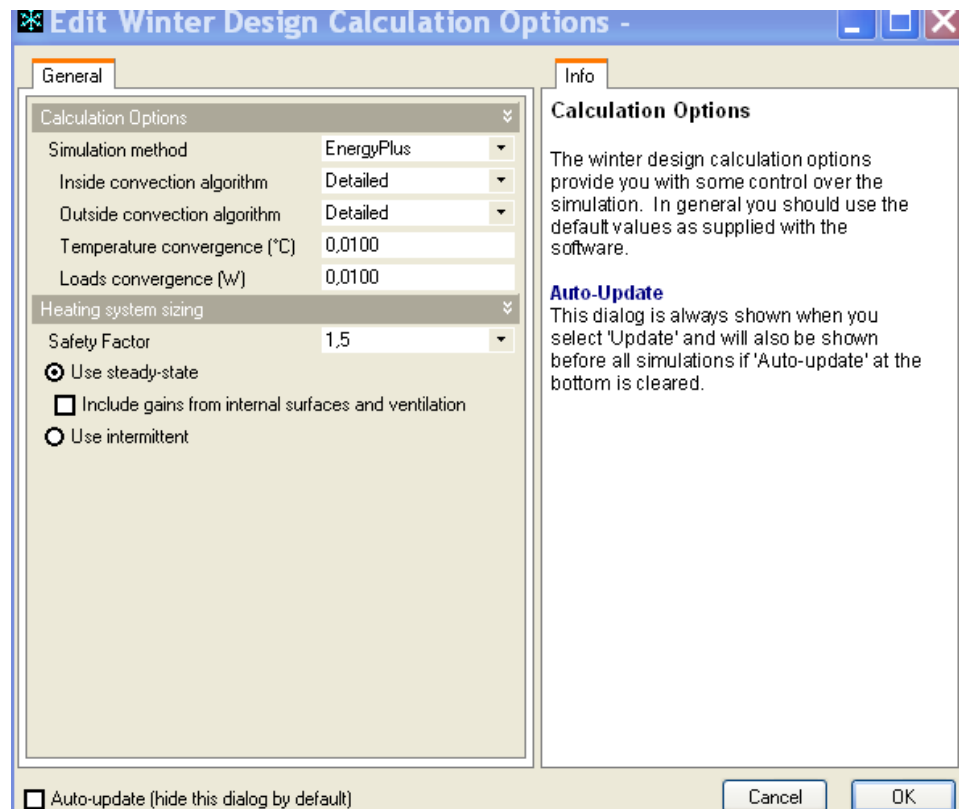 Edit Winter Design Calculation Options -
General
Calculation Options
Simulation method EnergyPlus
Inside convection algorithm Detailed
Outside convection algorithm Detailed
Temperature convergence (°C) 0,0100
Loads convergence (W) 0,0100
Heating system sizing
Safety Factor 1,5
Use steady-state
Include gains from internal surfaces and ventilation
Use intermittent
Info
Calculation Options
The winter design calculation options
provide you with some control over the
simulation. In general you should use the
default values as supplied with the
software.
Auto-Update
This dialog is always shown when you
select 'Update' and will also be shown
before all simulations if 'Auto-update' at the
bottom is cleared.
Auto-update (hide this dialog by default)
Cancel
OK